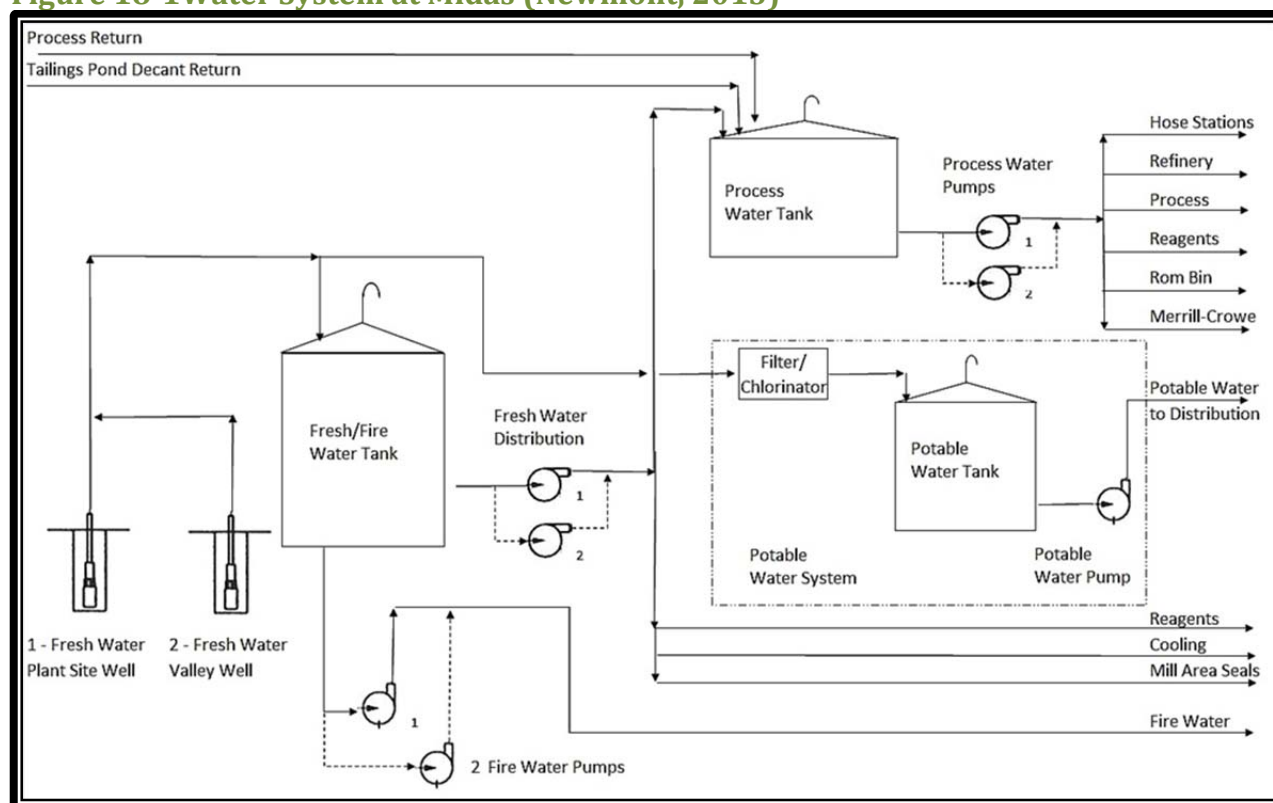 Figure 18-1Water System at Midas (Newmont, 2013)
Process Return
Tailings Pond Decant Return
Process
Water Tank
Process Water
Pumps
1
2
Hose Stations
Refinery
Process
Reagents
Rom Bin
Merrill-Crowe
Fresh/Fire
Water Tank
Fresh Water
Distribution
1
2
Filter/
Chlorinator
Potable
Water Tank
Potable Water
to Distribution
Potable
Water System
Potable
Water Pump
1 - Fresh Water
Plant Site Well
2 - Fresh Water
Valley Well
Reagents
Cooling
Mill Area Seals
Fire Water
1
2 Fire Water Pumps